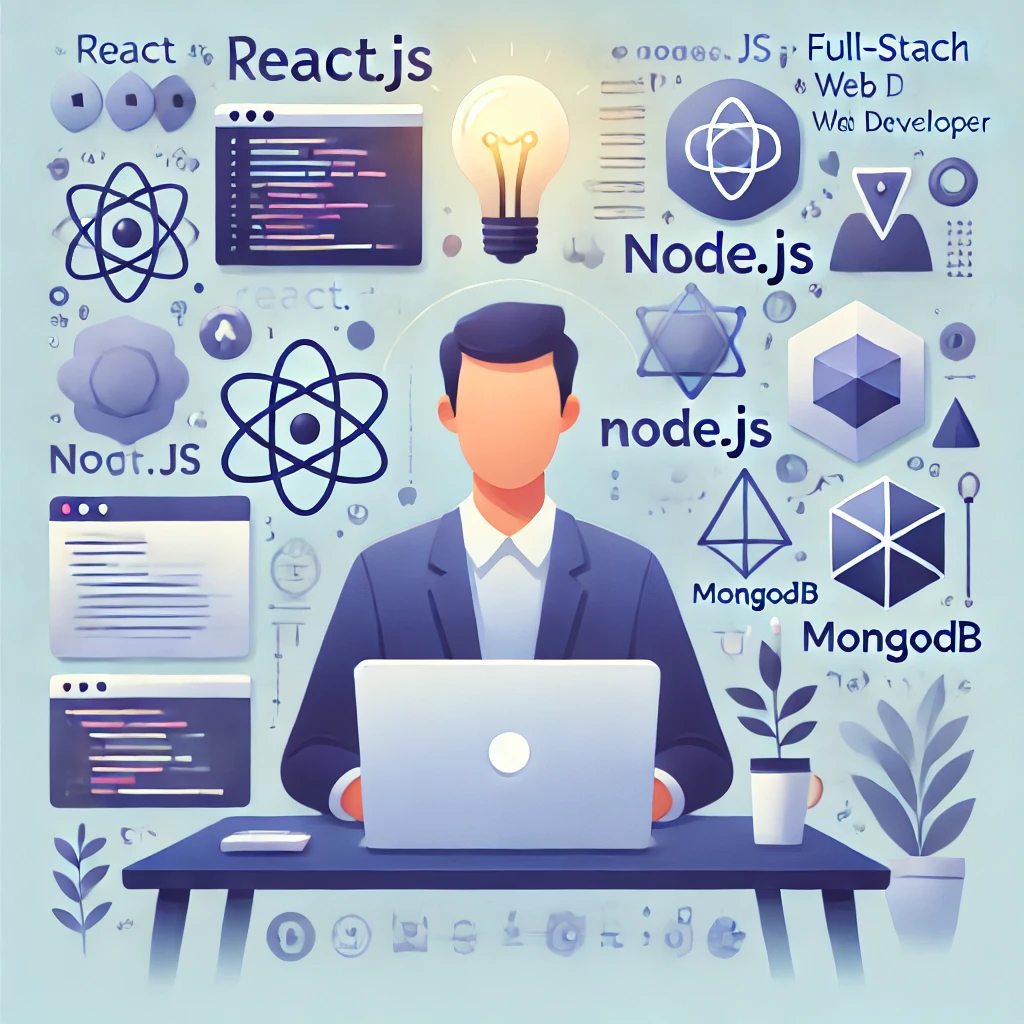 React
React.js
JS
Full-Stach
Web D
Web Developer
Node.js
react.
node.js
Noot.JS
MongodB
MongodB